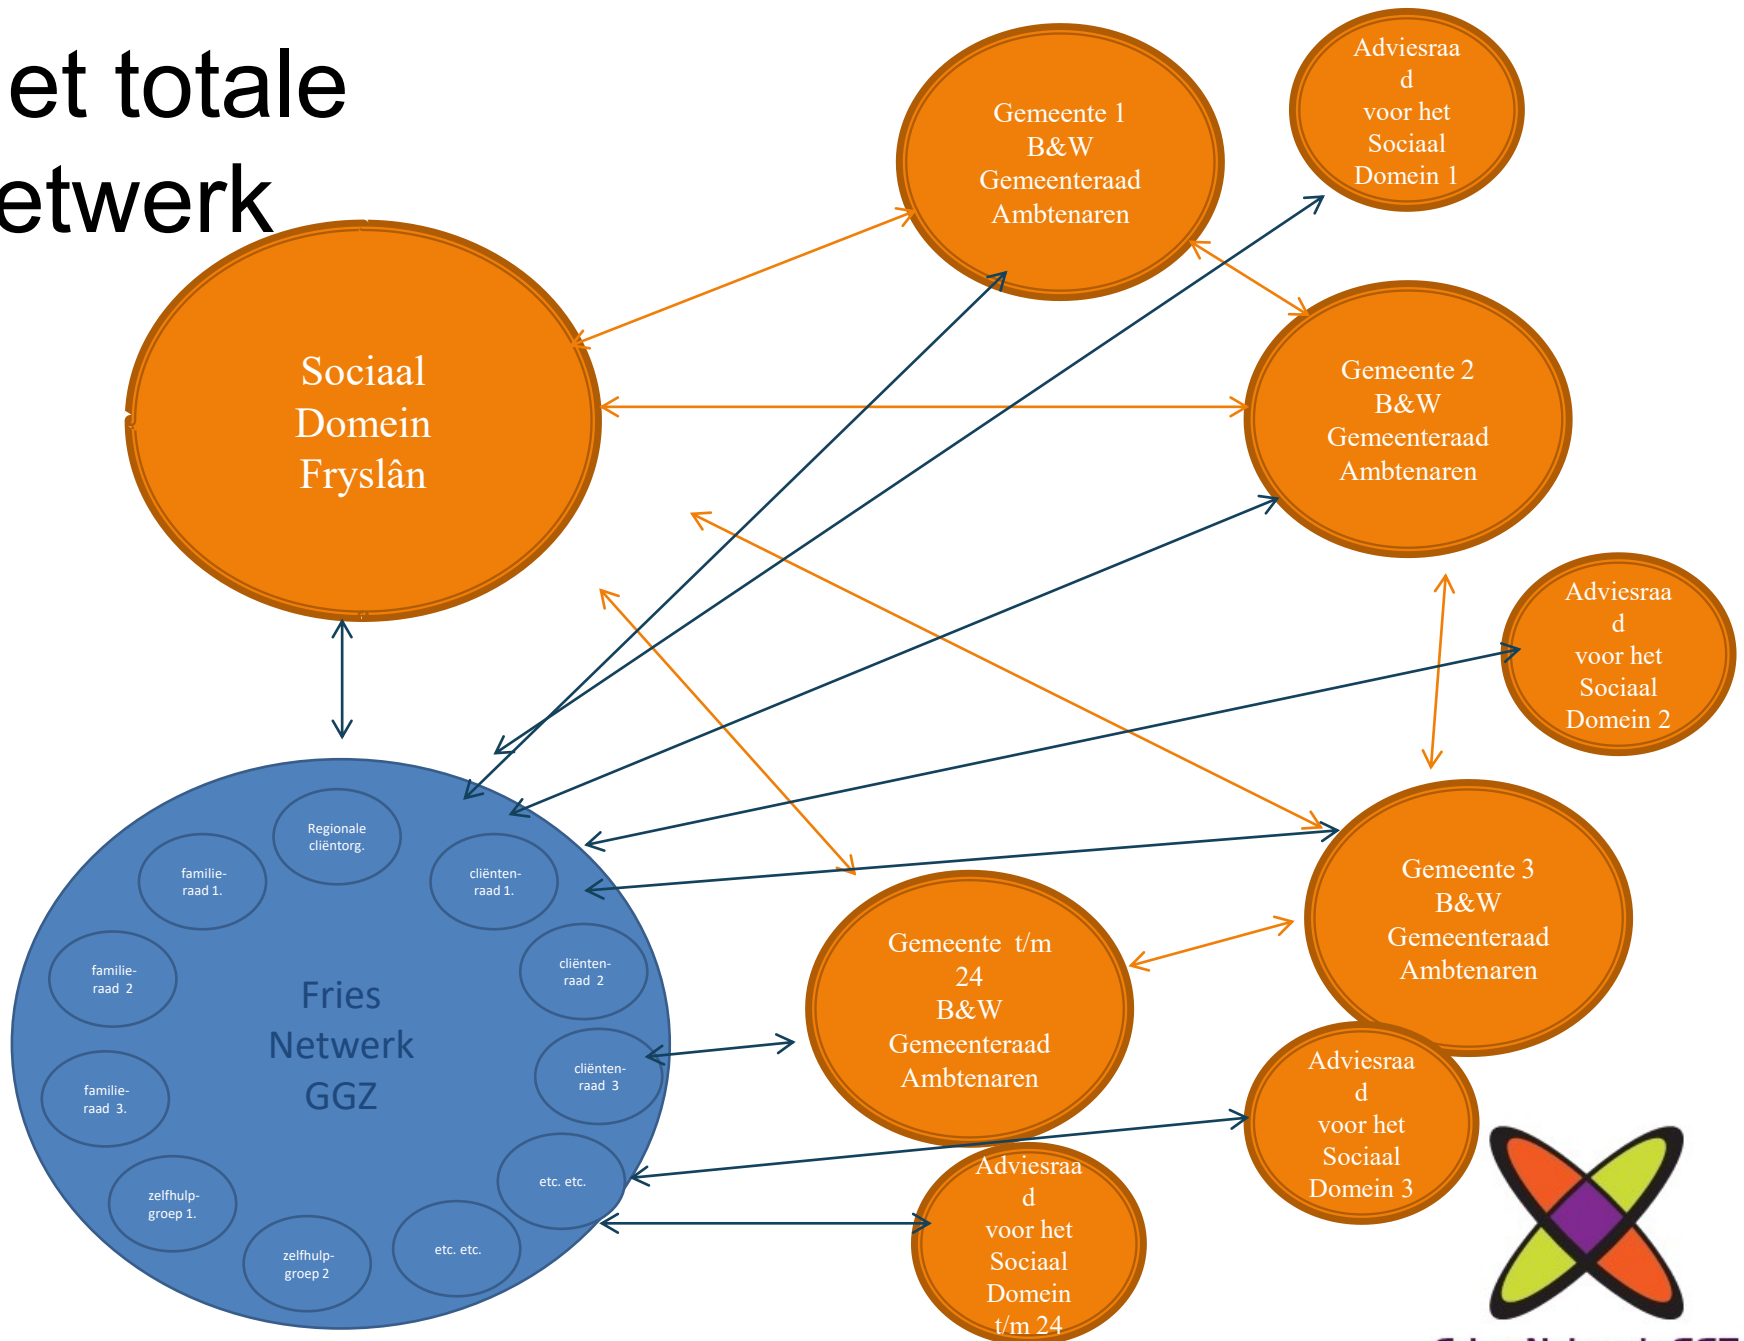 et totale
etwerk
Sociaal
Domein
Fryslân
Gemeente 1
B&W
Gemeenteraad
Ambtenaren
Adviesraa
d
voor het
Sociaal
Domein 1
Gemeente 2
B&W
Gemeenteraad
Ambtenaren
Adviesraa
d
voor het
Sociaal
Domein 2
Gemeente 3
B&W
Gemeenteraad
Ambtenaren
Adviesraa
d
voor het
Sociaal
Domein 3
Gemeente t/m
24
B&W
Gemeenteraad
Ambtenaren
Adviesraa
d
voor het
Sociaal
Domein
t/m 24
Fries
Netwerk
GGZ
Regionale
cliëntorg.
cliënten-
raad 1.
cliënten-
raad 2
cliënten-
raad 3
etc. etc.
etc. etc.
zelfhulp-
groep 2
zelfhulp-
groep 1.
familie-
raad 3.
familie-
raad 2
familie-
raad 1.